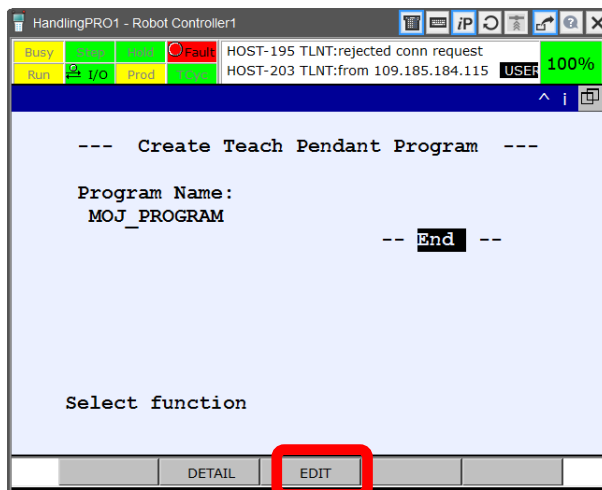 HandlingPRO1 - Robot Controller1
iP
Busy Step Hold Fault HOST-195 TLNT:rejected conn request
Run I/O Prod TCyc HOST-203 TLNT:from 109.185.184.115 USER 100%
i
--- Create Teach Pendant Program ---
Program Name:
MOJ_PROGRAM
-- End --
Select function
DETAIL EDIT